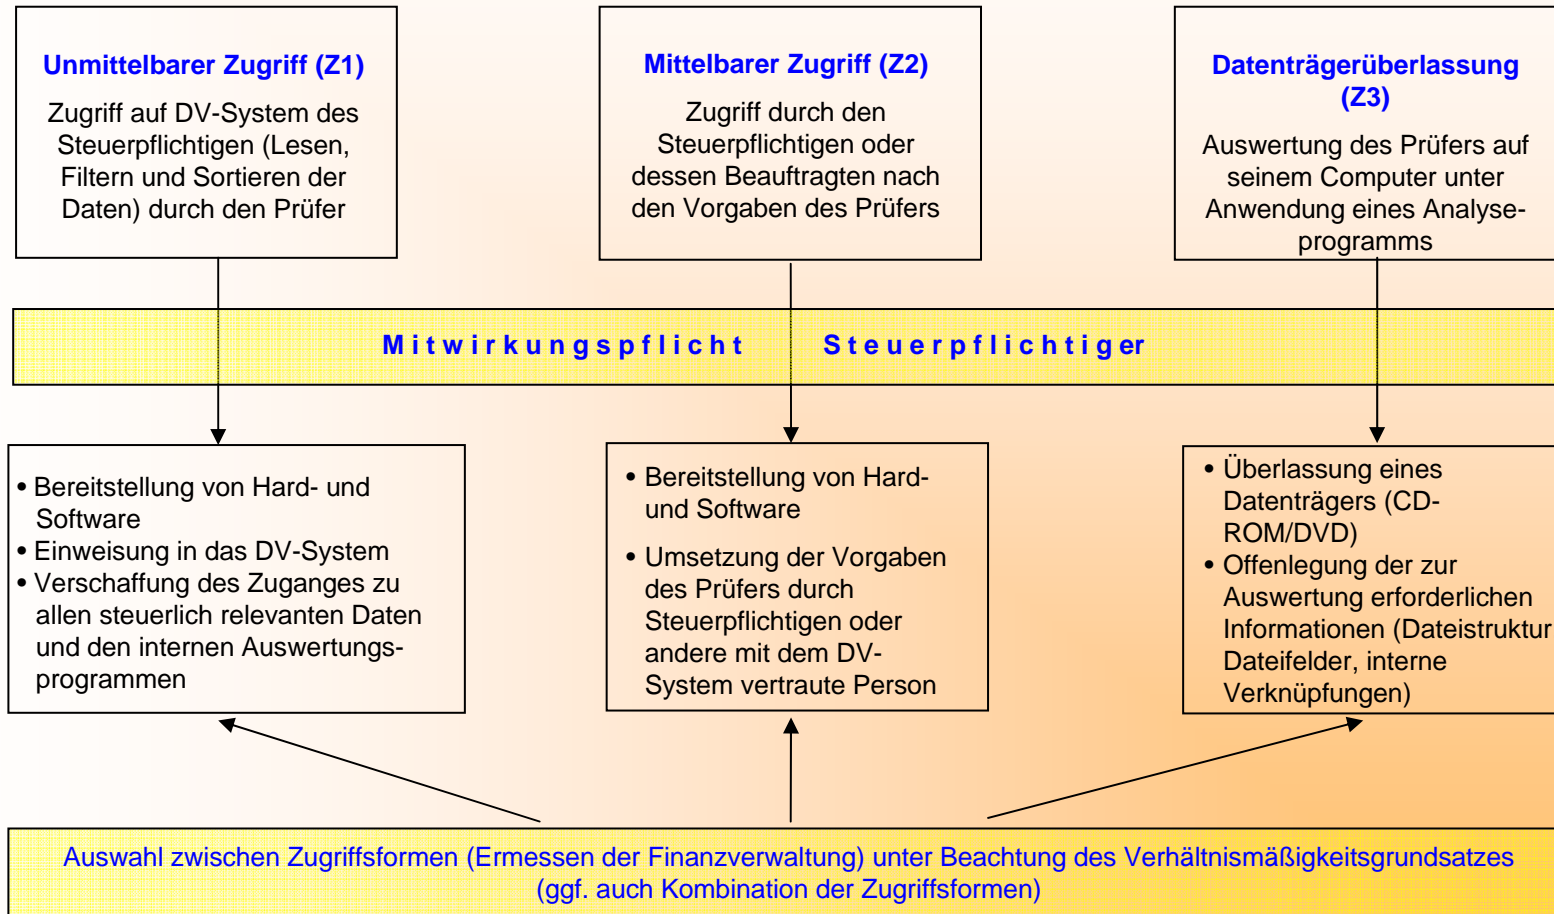 Unmittelbarer Zugriff (Z1)
Zugriff auf DV-System des
Steuerpflichtigen (Lesen,
Filtern und Sortieren der
Daten) durch den Prüfer
Mittelbarer Zugriff (Z2)
Zugriff durch den
Steuerpflichtigen oder
dessen Beauftragten nach
den Vorgaben des Prüfers
Datenträgerüberlassung
(Z3)
Auswertung des Prüfers auf
seinem Computer unter
Anwendung eines Analyse-
programms
Mitwirkungspflicht Steuerpflichtiger
• Bereitstellung von Hard- und
Software
• Einweisung in das DV-System
• Verschaffung des Zuganges zu
allen steuerlich relevanten Daten
und den internen Auswertungs-
programmen
• Bereitstellung von Hard-
und Software
• Umsetzung der Vorgaben
des Prüfers durch
Steuerpflichtigen oder
andere mit dem DV-
System vertraute Person
• Überlassung eines
Datenträgers (CD-
ROM/DVD)
• Offenlegung der zur
Auswertung erforderlichen
Informationen (Dateistruktur
Dateifelder, interne
Verknüpfungen)
Auswahl zwischen Zugriffsformen (Ermessen der Finanzverwaltung) unter Beachtung des Verhältnismäßigkeitsgrundsatzes
(ggf. auch Kombination der Zugriffsformen)